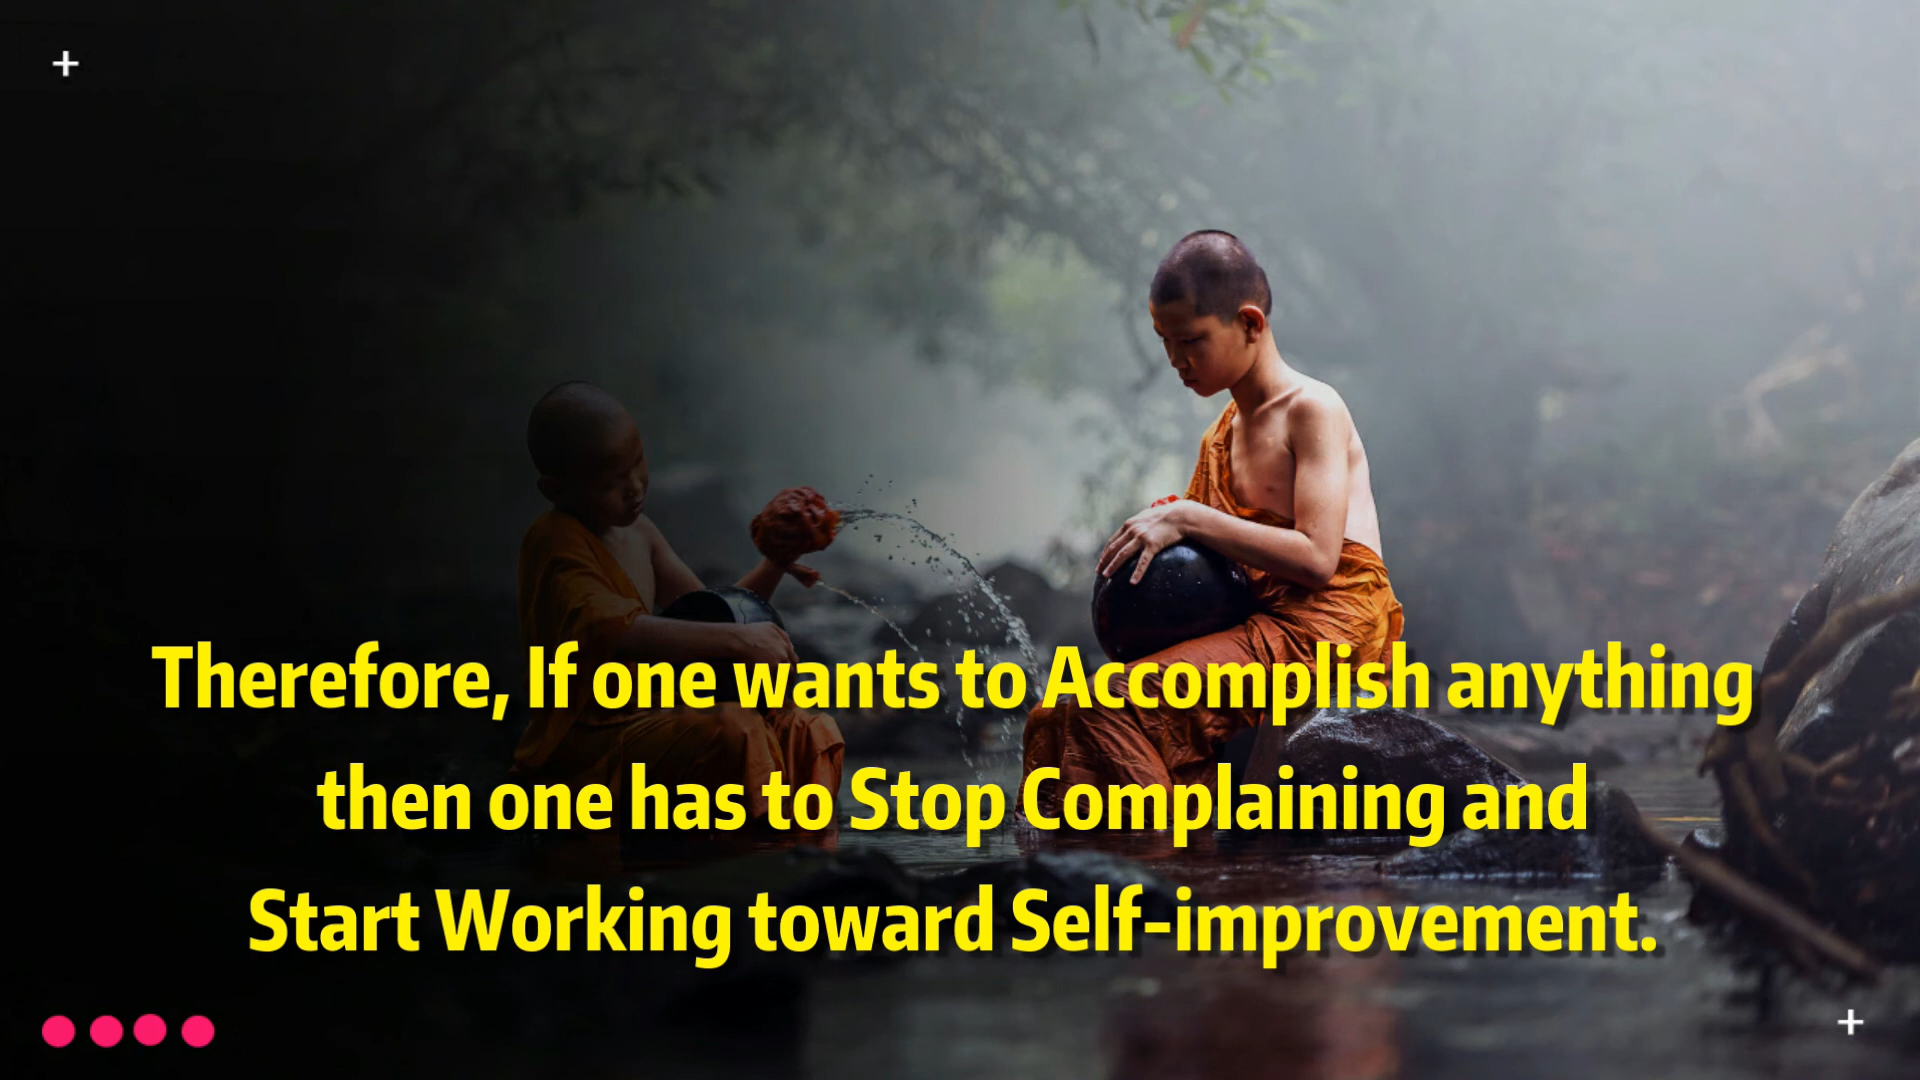 Therefore, If one wants to Accomplish anything
then one has to Stop Complaining and
Start Working toward Self-improvement.